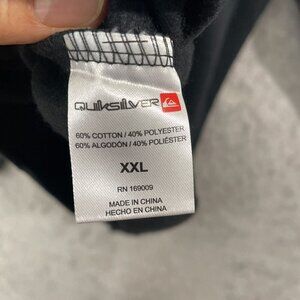 QUIKSILVER
60% COTTON / 40% POLYESTER
60% ALGODÓN / 40% POLIÉSTER
XXL
RN 169009
MADE IN CHINA
HECHO EN CHINA